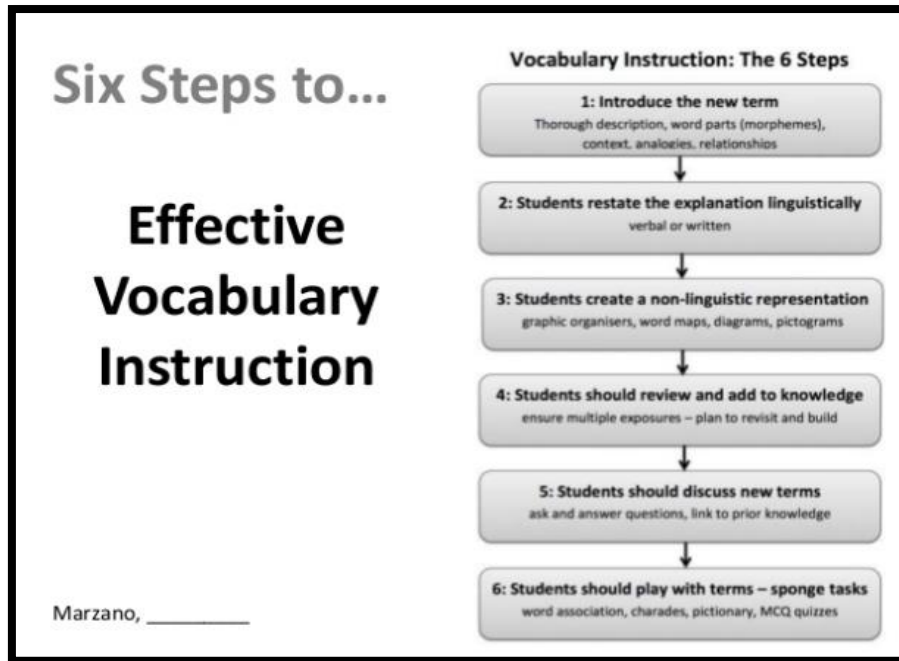 Six Steps to...
Effective
Vocabulary
Instruction
Marzano, _________
Vocabulary Instruction: The 6 Steps
1: Introduce the new term
Thorough description, word parts (morphemes),
context, analogies, relationships
2: Students restate the explanation linguistically
verbal or written
3: Students create a non-linguistic representation
graphic organisers, word maps, diagrams, pictograms
4: Students should review and add to knowledge
ensure multiple exposures – plan to revisit and build
5: Students should discuss new terms
ask and answer questions, link to prior knowledge
6: Students should play with terms – sponge tasks
word association, charades, pictionary, MCQ quizzes